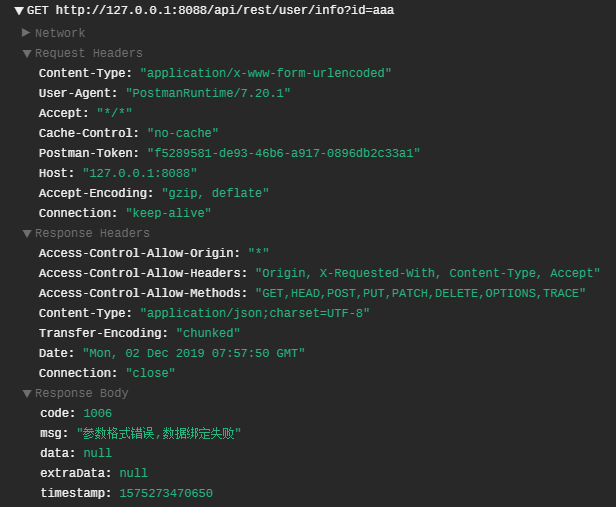 GET http://127.0.0.1:8088/api/rest/user/info?id=aaa
Network
Request Headers
Content-Type: "application/x-www-form-urlencoded"
User-Agent: "PostmanRuntime/7.20.1"
Accept: "*/*"
Cache-Control: "no-cache"
Postman-Token: "f5289581-de93-46b6-a917-0896db2c33a1"
Host: "127.0.0.1:8088"
Accept-Encoding: "gzip, deflate"
Connection: "keep-alive"
Response Headers
Access-Control-Allow-Origin: "*"
Access-Control-Allow-Headers: "Origin, X-Requested-With, Content-Type, Accept"
Access-Control-Allow-Methods: "GET,HEAD,POST,PUT,PATCH,DELETE,OPTIONS,TRACE"
Content-Type: "application/json;charset=UTF-8"
Transfer-Encoding: "chunked"
Date: "Mon, 02 Dec 2019 07:57:50 GMT"
Connection: "close"
Response Body
code: 1006
msg: "参数格式错误,数据绑定失败"
data: null
extraData: null
timestamp: 1575273470650